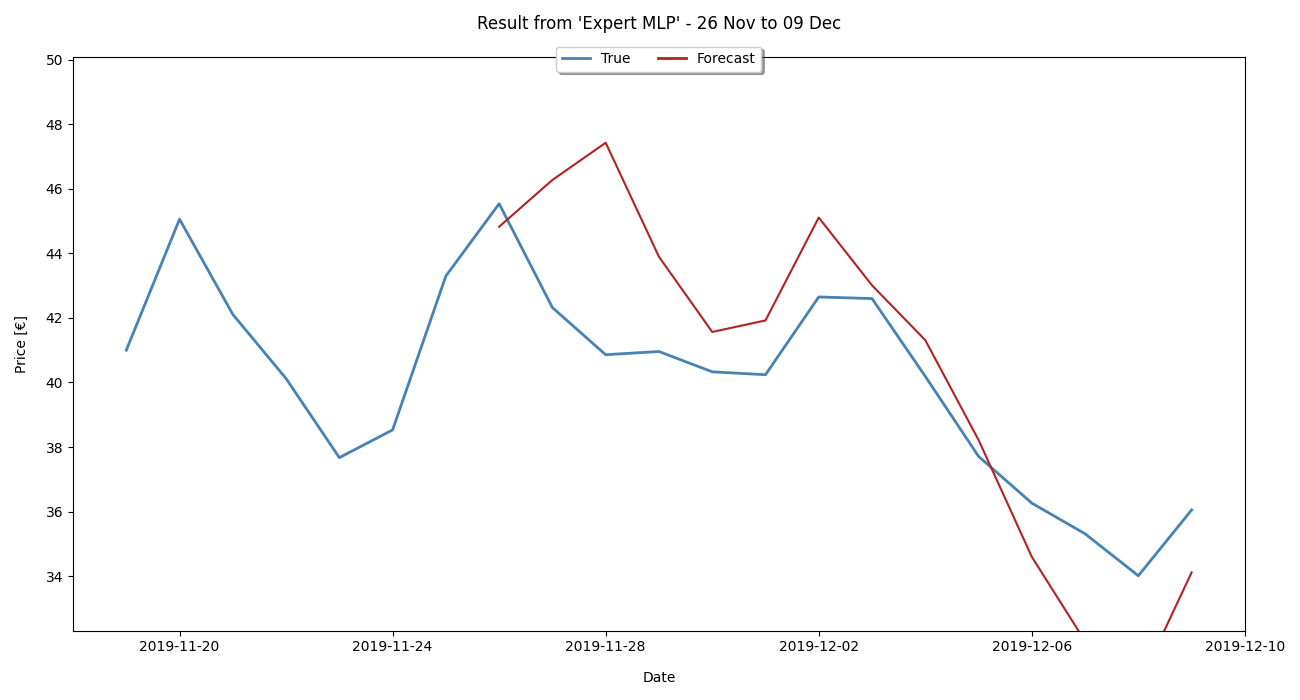 Result from 'Expert MLP' - 26 Nov to 09 Dec
True Forecast
50
48
46
44
42
40
38
36
34
Price [€]
2019-11-20 2019-11-24 2019-11-28 2019-12-02 2019-12-06 2019-12-10
Date